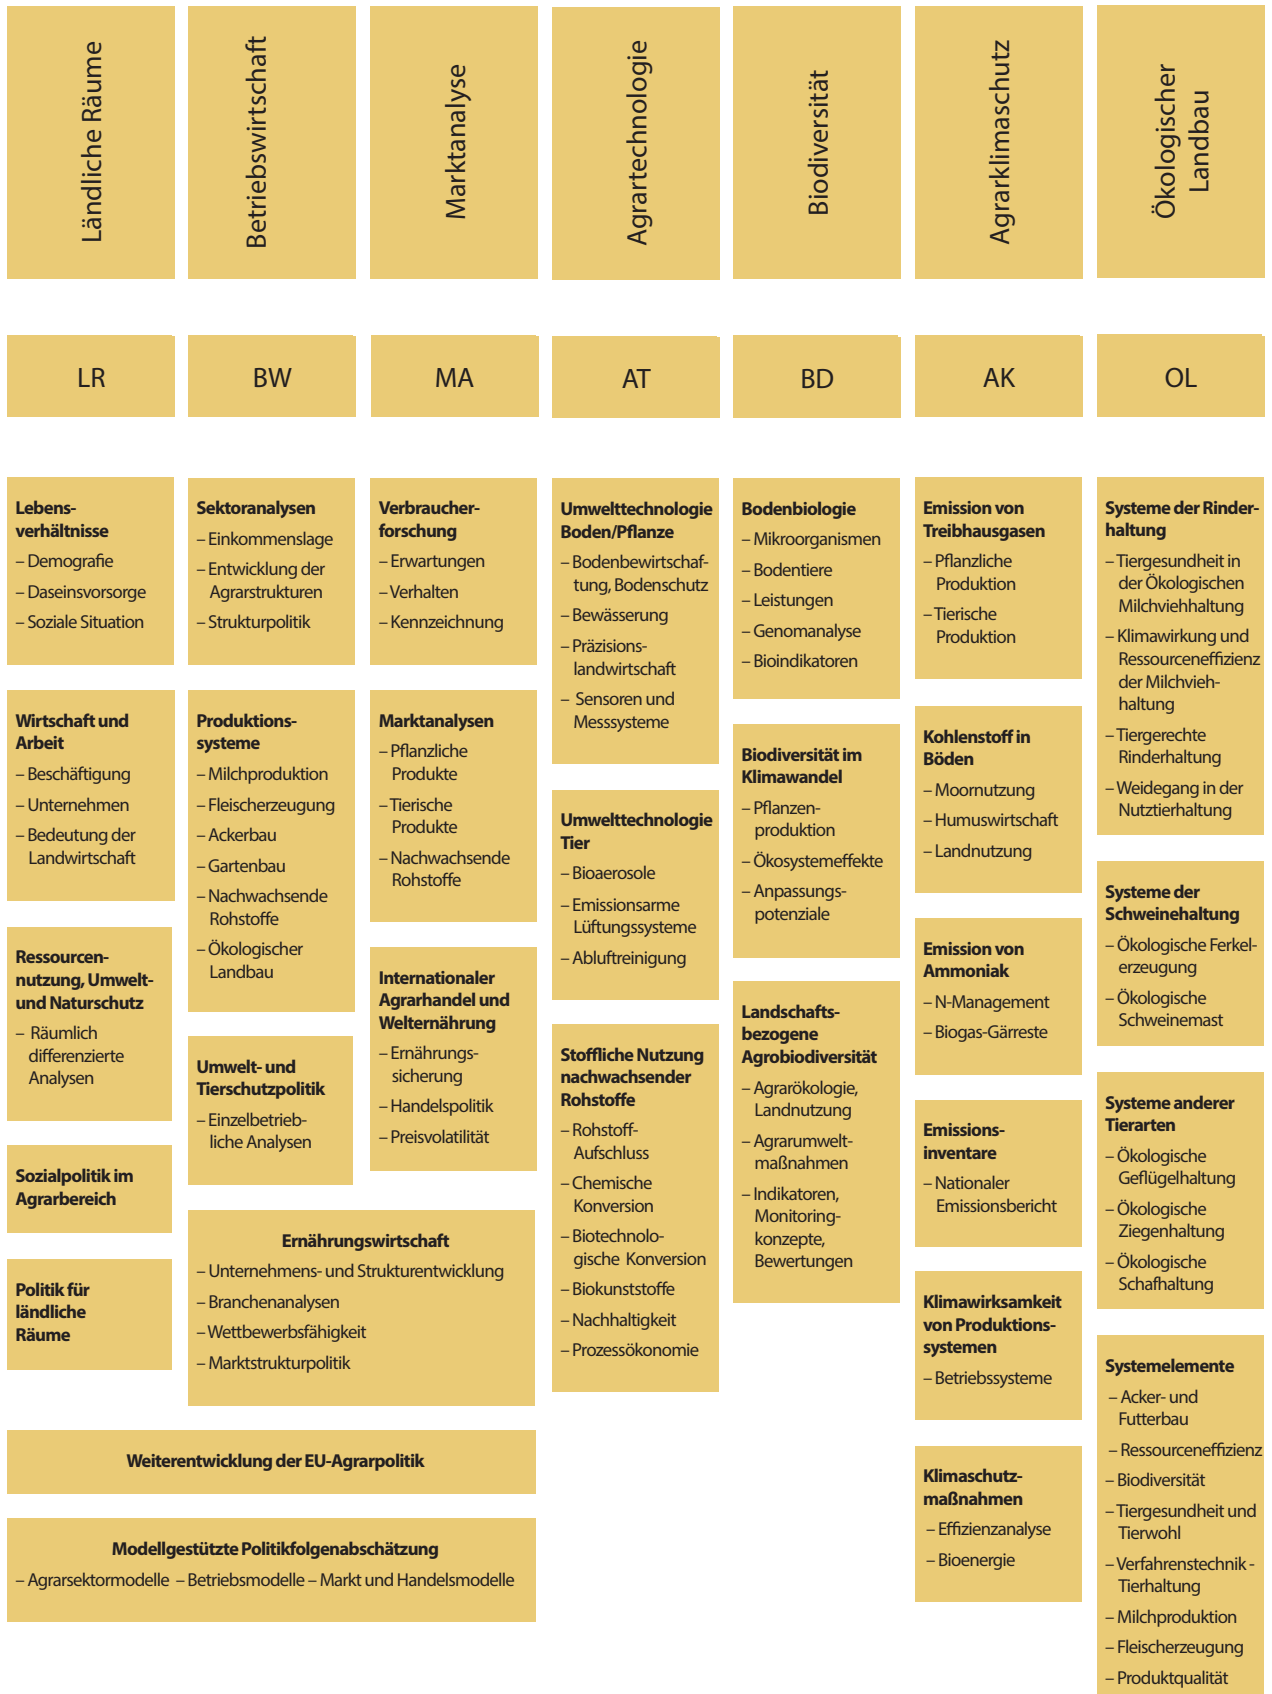 Ländliche Räume
Betriebswirtschaft
Marktanalyse
Agrartechnologie
Biodiversität
Agrarklimaschutz
Ökologischer
Landbau
LR
BW
MA
AT
BD
AK
OL
Lebens-
verhältnisse
– Demografie
– Daseinsvorsorge
– Soziale Situation
Wirtschaft und
Arbeit
– Beschäftigung
– Unternehmen
– Bedeutung der
Landwirtschaft
Ressourcen-
nutzung, Umwelt-
und Naturschutz
– Räumlich
differenzierte
Analysen
Sozialpolitik im
Agrarbereich
Politik für
ländliche
Räume
Sektoranalysen
– Einkommenslage
– Entwicklung der
Agrarstrukturen
– Strukturpolitik
Produktions-
systeme
– Milchproduktion
– Fleischerzeugung
– Ackerbau
– Gartenbau
– Nachwachsende
Rohstoffe
– Ökologischer
Landbau
Umwelt- und
Tierschutzpolitik
– Einzelbetrieb-
liche Analysen
Verbraucher-
forschung
– Erwartungen
– Verhalten
– Kennzeichnung
Marktanalysen
– Pflanzliche
Produkte
– Tierische
Produkte
– Nachwachsende
Rohstoffe
Internationaler
Agrarhandel und
Welternährung
– Ernährungs-
sicherung
– Handelspolitik
– Preisvolatilität
Ernährungswirtschaft
– Unternehmens- und Strukturentwicklung
– Branchenanalysen
– Wettbewerbsfähigkeit
– Marktstrukturpolitik
Weiterentwicklung der EU-Agrarpolitik
Modellgestützte Politikfolgenabschätzung
– Agrarsektormodelle – Betriebsmodelle – Markt und Handelsmodelle
Umwelttechnologie
Boden/Pflanze
– Bodenbewirtschaf-
tung, Bodenschutz
– Bewässerung
– Präzisions-
landwirtschaft
– Sensoren und
Messsysteme
Umwelttechnologie
Tier
– Bioaerosole
– Emissionsarme
Lüftungssysteme
– Abluftreinigung
Stoffliche Nutzung
nachwachsender
Rohstoffe
– Rohstoff-
Aufschluss
– Chemische
Konversion
– Biotechnolo-
gische Konversion
– Biokunststoffe
– Nachhaltigkeit
– Prozessökonomie
Bodenbiologie
– Mikroorganismen
– Bodentiere
– Leistungen
– Genomanalyse
– Bioindikatoren
Biodiversität im
Klimawandel
– Pflanzen-
produktion
– Ökosystemeffekte
– Anpassungs-
potenziale
Landschafts-
bezogene
Agrobiodiversität
– Agrarökologie,
Landnutzung
– Agrarumwelt-
maßnahmen
– Indikatoren,
Monitoring-
konzepte,
Bewertungen
Emission von
Treibhausgasen
– Pflanzliche
Produktion
– Tierische
Produktion
Kohlenstoff in
Böden
– Moornutzung
– Humuswirtschaft
– Landnutzung
Emission von
Ammoniak
– N-Management
– Biogas-Gärreste
Emissions-
inventare
– Nationaler
Emissionsbericht
Klimawirksamkeit
von Produktions-
systemen
– Betriebssysteme
Klimaschutz-
maßnahmen
– Effizienzanalyse
– Bioenergie
Systeme der Rinder-
haltung
– Tiergesundheit in
der Ökologischen
Milchviehhaltung
– Klimawirkung und
Ressourceneffizienz
der Milchvieh-
haltung
– Tiergerechte
Rinderhaltung
– Weidegang in der
Nutztierhaltung
Systeme der
Schweinehaltung
– Ökologische Ferkel-
erzeugung
– Ökologische
Schweinemast
Systeme anderer
Tierarten
– Ökologische
Geflügelhaltung
– Ökologische
Ziegenhaltung
– Ökologische
Schafhaltung
Systemelemente
– Acker- und
Futterbau
– Ressourceneffizienz
– Biodiversität
– Tiergesundheit und
Tierwohl
– Verfahrenstechnik -
Tierhaltung
– Milchproduktion
– Fleischerzeugung
– Produktqualität